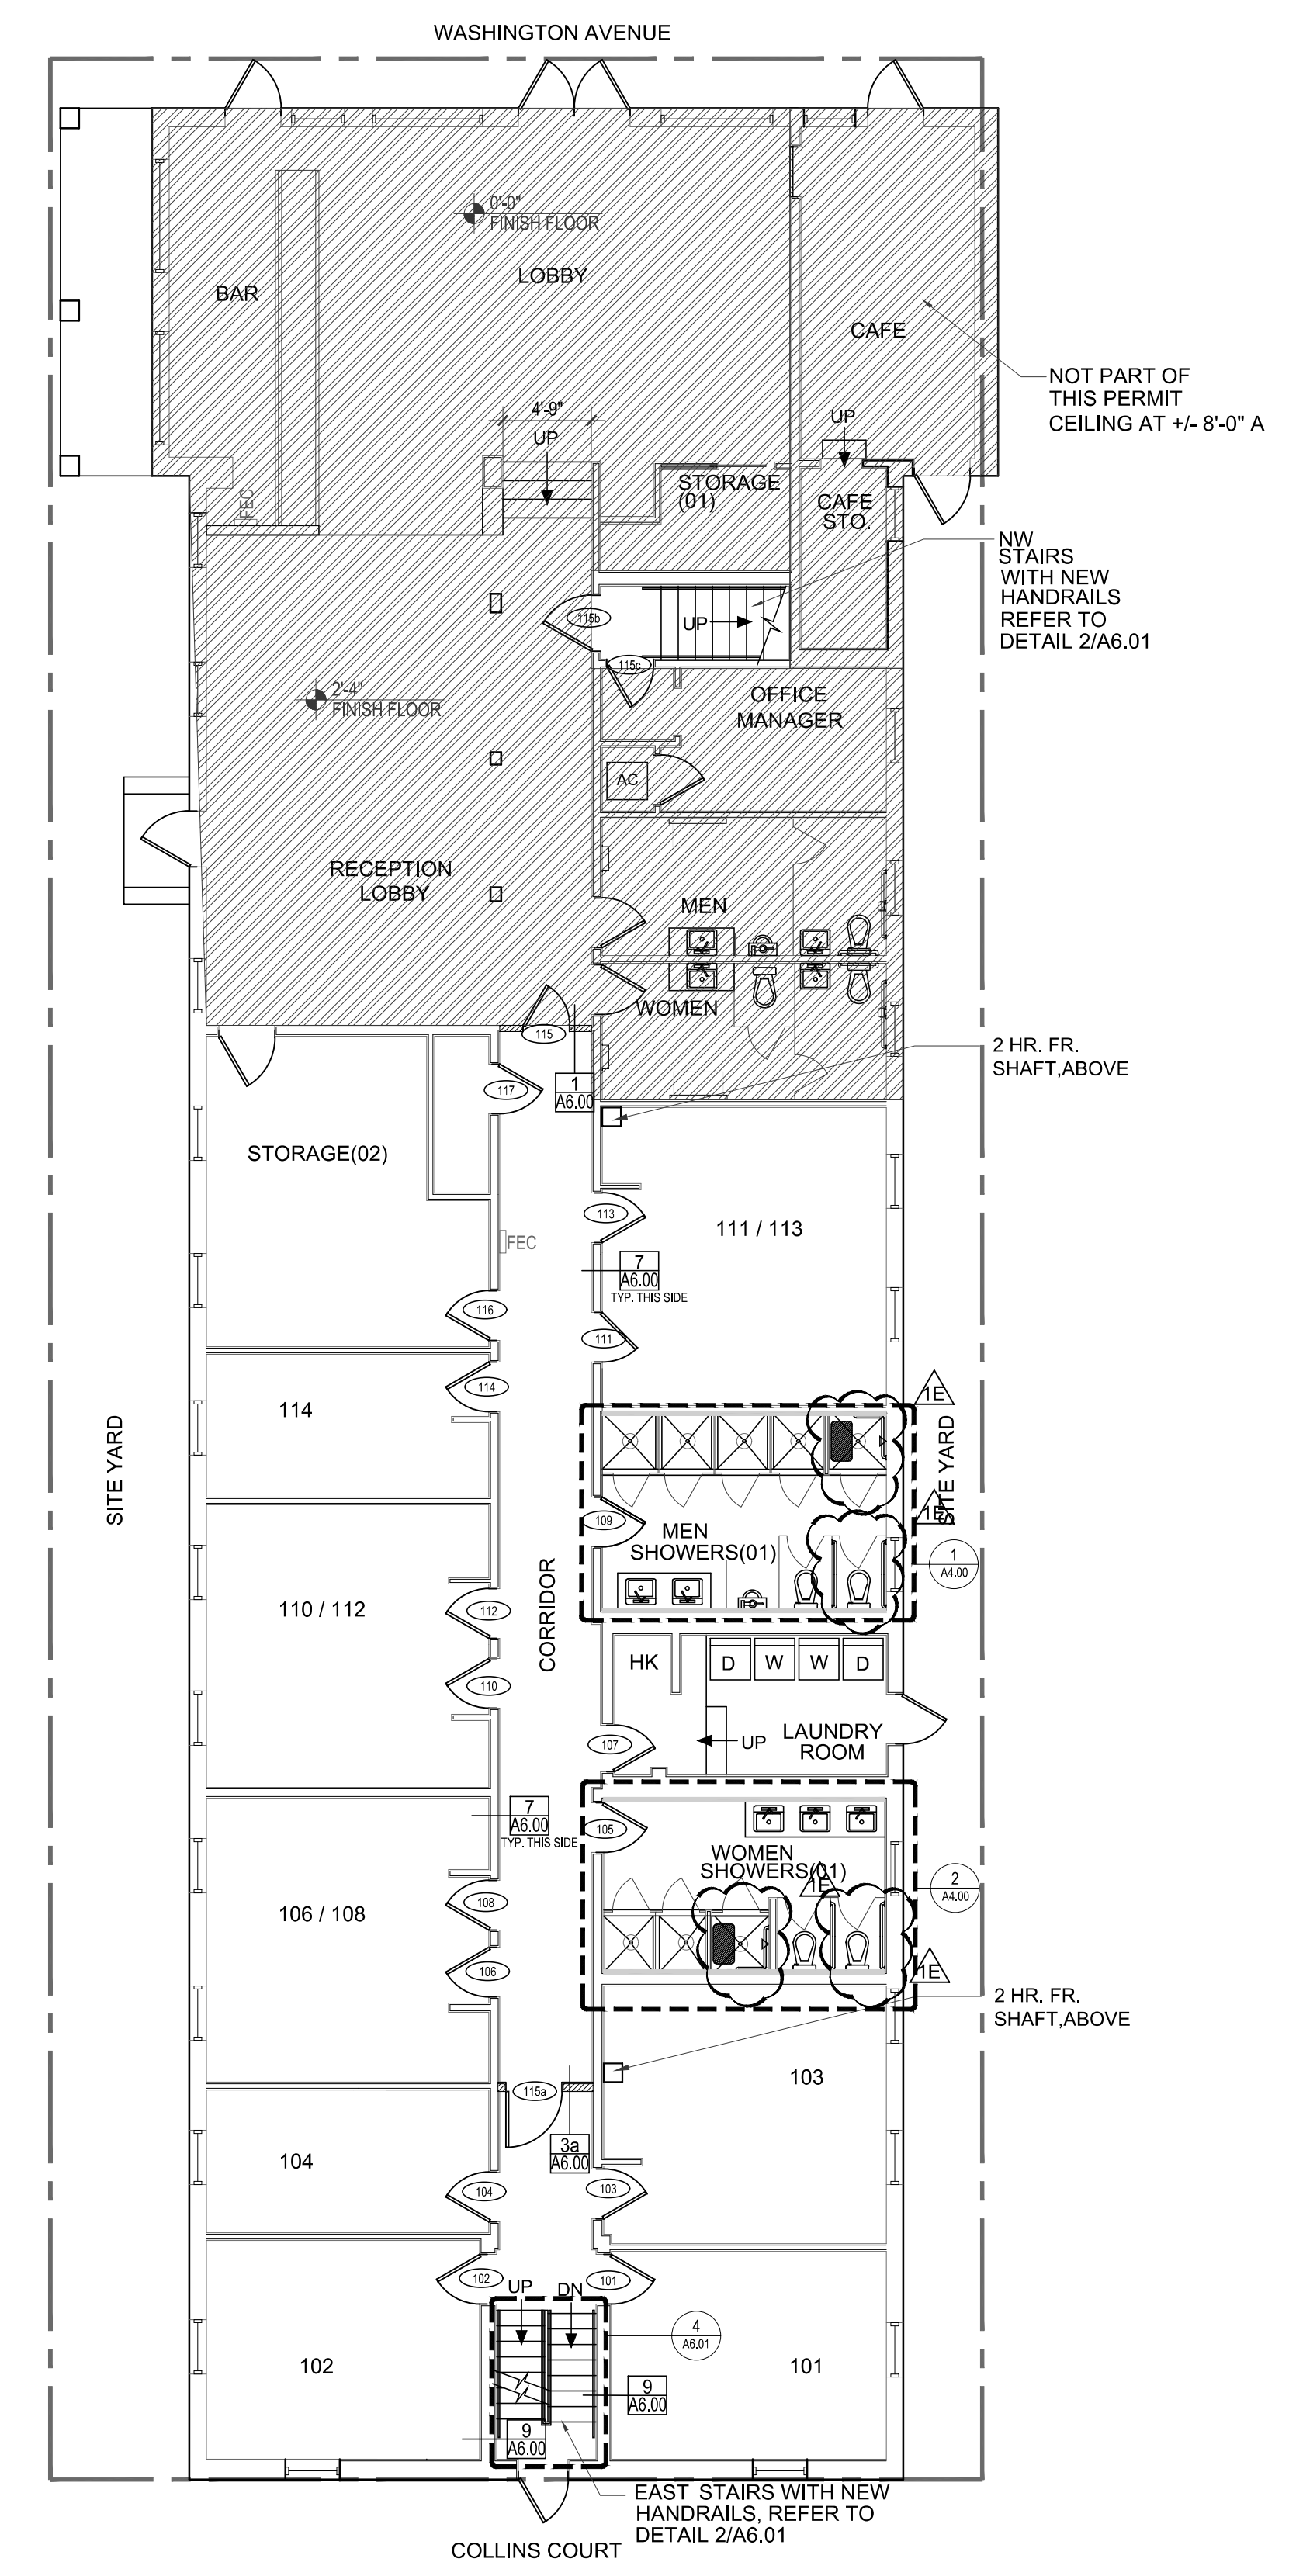 WASHINGTON AVENUE
0'-0"
FINISH FLOOR
LOBBY
BAR
CAFE
NOT PART OF
THIS PERMIT
CEILING AT +/- 8'-0" A
4'-9"
UP
UP
STORAGE
(01)
CAFE
STO.
FEC
NW
STAIRS
WITH NEW
HANDRAILS
REFER TO
DETAIL 2/A6.01
115b
UP
115c
2'-4"
FINISH FLOOR
OFFICE
MANAGER
AC
RECEPTION
LOBBY
MEN
WOMEN
115
2 HR. FR.
SHAFT,ABOVE
117
1
A6.00
STORAGE(02)
113
111 / 113
FEC
7
A6.00
TYP. THIS SIDE
116
111
114
114
1E
SITE YARD
SITE YARD
1E
109
MEN
SHOWERS(01)
1
A4.00
110 / 112
112
CORRIDOR
HK
D
W
W
D
110
107
UP
LAUNDRY
ROOM
7
A6.00
TYP. THIS SIDE
105
WOMEN
SHOWERS(01)
1E
2
A4.00
106 / 108
108
106
1E
2 HR. FR.
SHAFT,ABOVE
103
115a
3a
A6.00
104
104
103
102
UP
DN
101
4
A6.01
102
101
9
A6.00
9
A6.00
EAST STAIRS WITH NEW
HANDRAILS, REFER TO
DETAIL 2/A6.01
COLLINS COURT